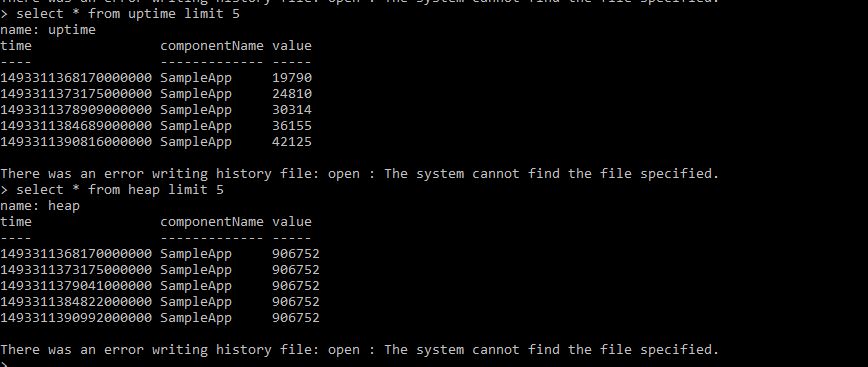 There was an error writing history file: open : The system cannot find the file specified.
> select * from uptime limit 5
name: uptime
time                componentName value
----                ------------- -----
1493311368170000000 SampleApp     19790
1493311373175000000 SampleApp     24810
1493311378909000000 SampleApp     30314
1493311384689000000 SampleApp     36155
1493311390816000000 SampleApp     42125
There was an error writing history file: open : The system cannot find the file specified.
> select * from heap limit 5
name: heap
time                componentName value
----                ------------- -----
1493311368170000000 SampleApp     906752
1493311373175000000 SampleApp     906752
1493311379041000000 SampleApp     906752
1493311384822000000 SampleApp     906752
1493311390992000000 SampleApp     906752
There was an error writing history file: open : The system cannot find the file specified.
>